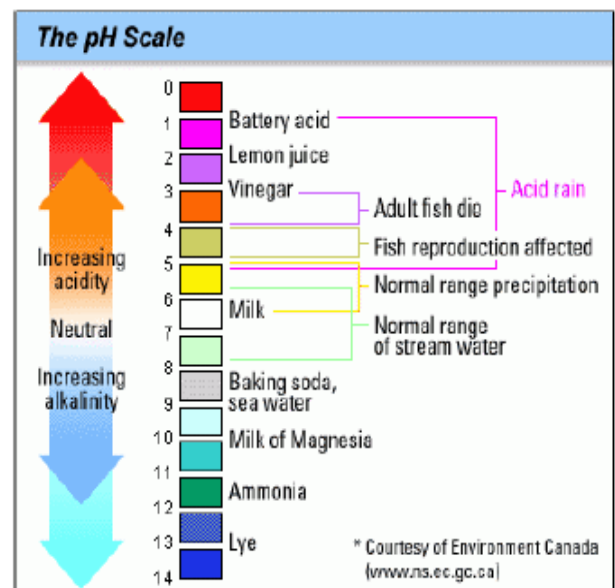 The pH Scale
0
1
Battery acid
2
Lemon juice
3
Vinegar
Acid rain
Adult fish die
4
Increasing
acidity
Fish reproduction affected
5
Normal range precipitation
6
Milk
Neutral
Normal range
of stream water
7
Increasing
alkalinity
8
Baking soda,
sea water
9
10
Milk of Magnesia
11
Ammonia
12
13
Lye
14
* Courtesy of Environment Canada
(www.ns.ec.gc.ca)